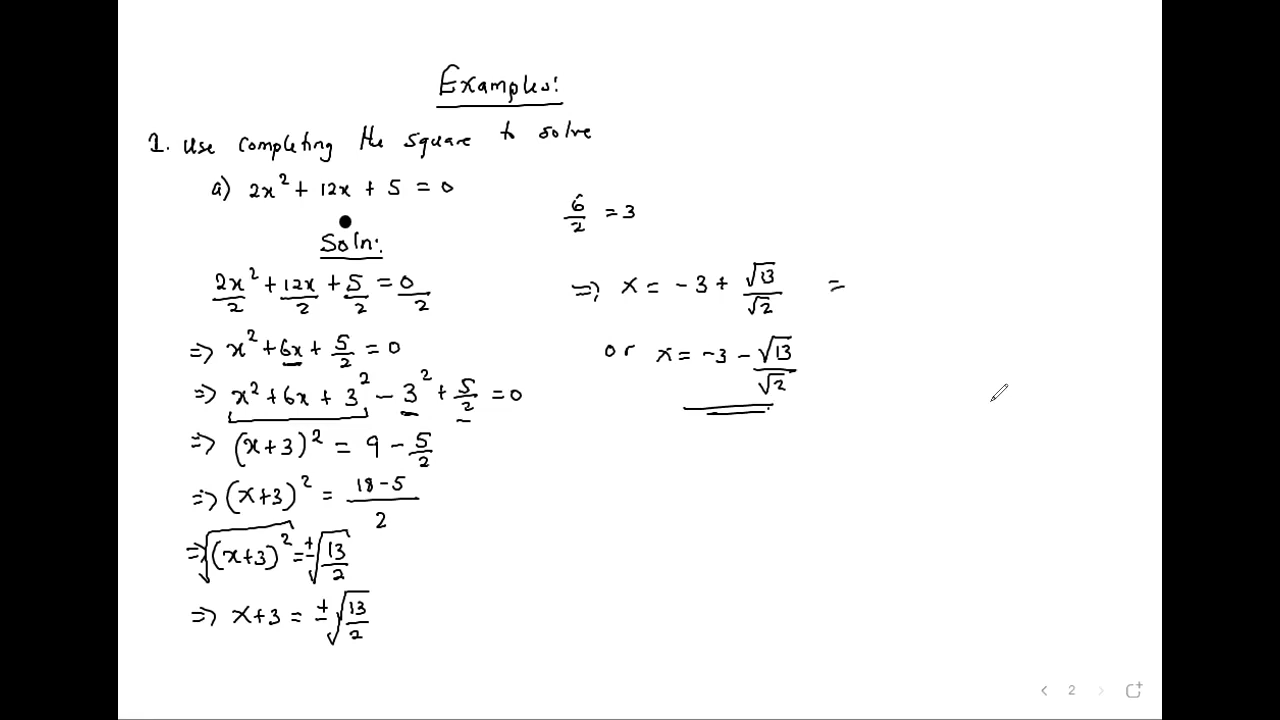 Examples:
1. Use completing the square to solve
a) 2x² + 12x + 5 = 0
Soln:
2x²/2 + 12x/2 + 5/2 = 0/2
=> x² + 6x + 5/2 = 0
=> x² + 6x + 3² - 3² + 5/2 = 0
=> (x+3)² = 9 - 5/2
=> (x+3)² = (18-5)/2
=> √(x+3)² = ±√(13/2)
=> x+3 = ±√(13/2)
6/2 = 3
=> x = -3 + √13/√2 =
or x = -3 - √13/√2
< 2 >